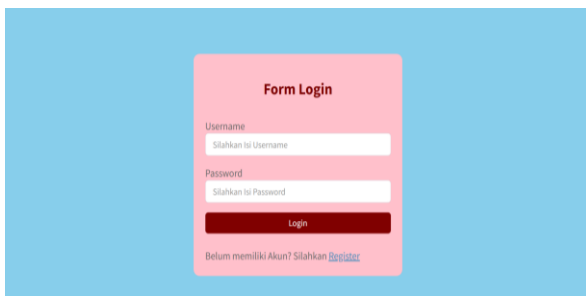 Form Login
Username
Silahkan Isi Username
Password
Silahkan Isi Password
Login
Belum memiliki Akun? Silahkan Register